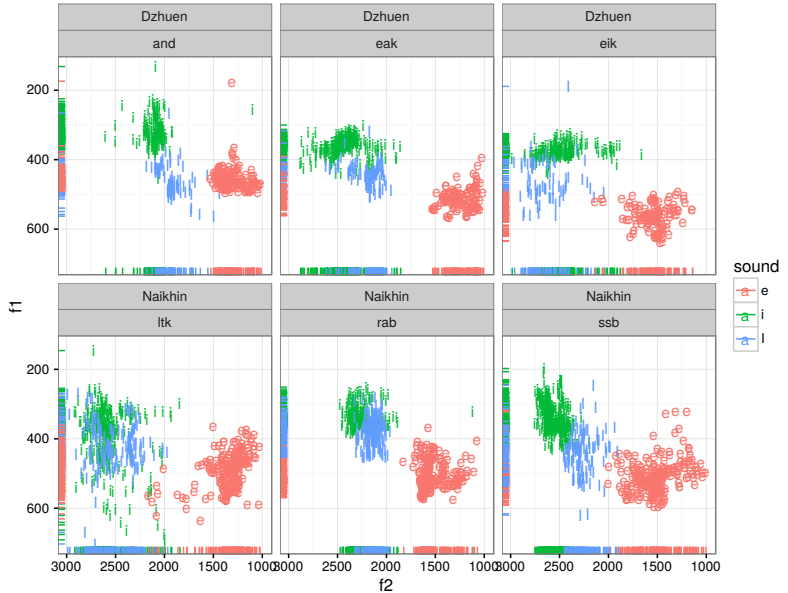 Dzhuen Dzhuen Dzhuen
and eak eik
200
400
600
f1
Naikhin Naikhin Naikhin
ltk rab ssb
200
400
600
3000 2500 2000 1500 1000 3000 2500 2000 1500 1000 3000 2500 2000 1500 1000
f2
sound
a e
a i
a I